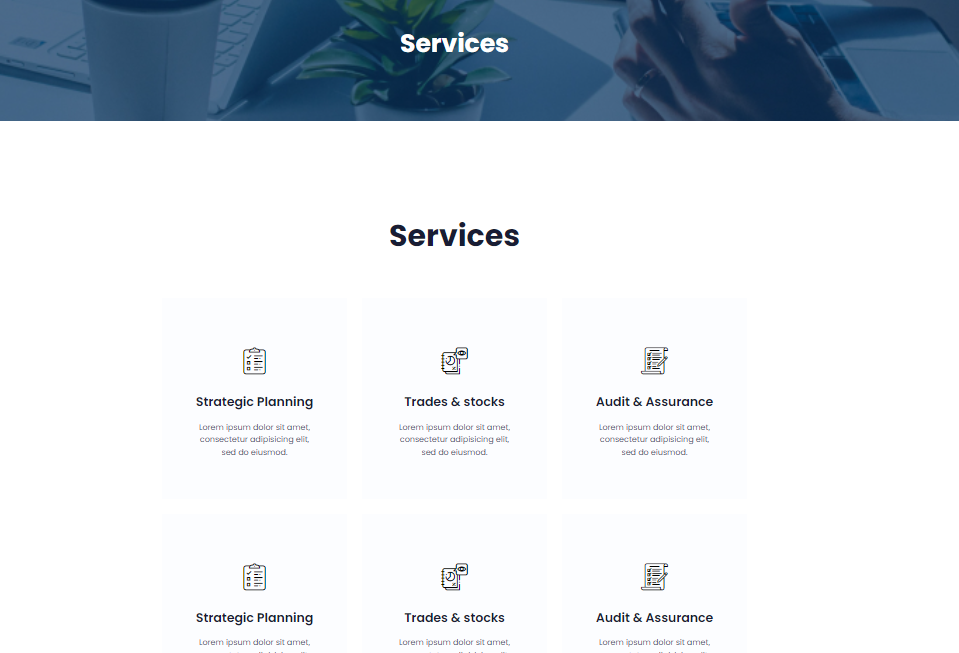 Services
Services
Strategic Planning
Lorem ipsum dolor sit amet,
consectetur adipisicing elit,
sed do eiusmod.
Trades & stocks
Lorem ipsum dolor sit amet,
consectetur adipisicing elit,
sed do eiusmod.
Audit & Assurance
Lorem ipsum dolor sit amet,
consectetur adipisicing elit,
sed do eiusmod.
Strategic Planning
Lorem ipsum dolor sit amet,
Trades & stocks
Lorem ipsum dolor sit amet,
Audit & Assurance
Lorem ipsum dolor sit amet,